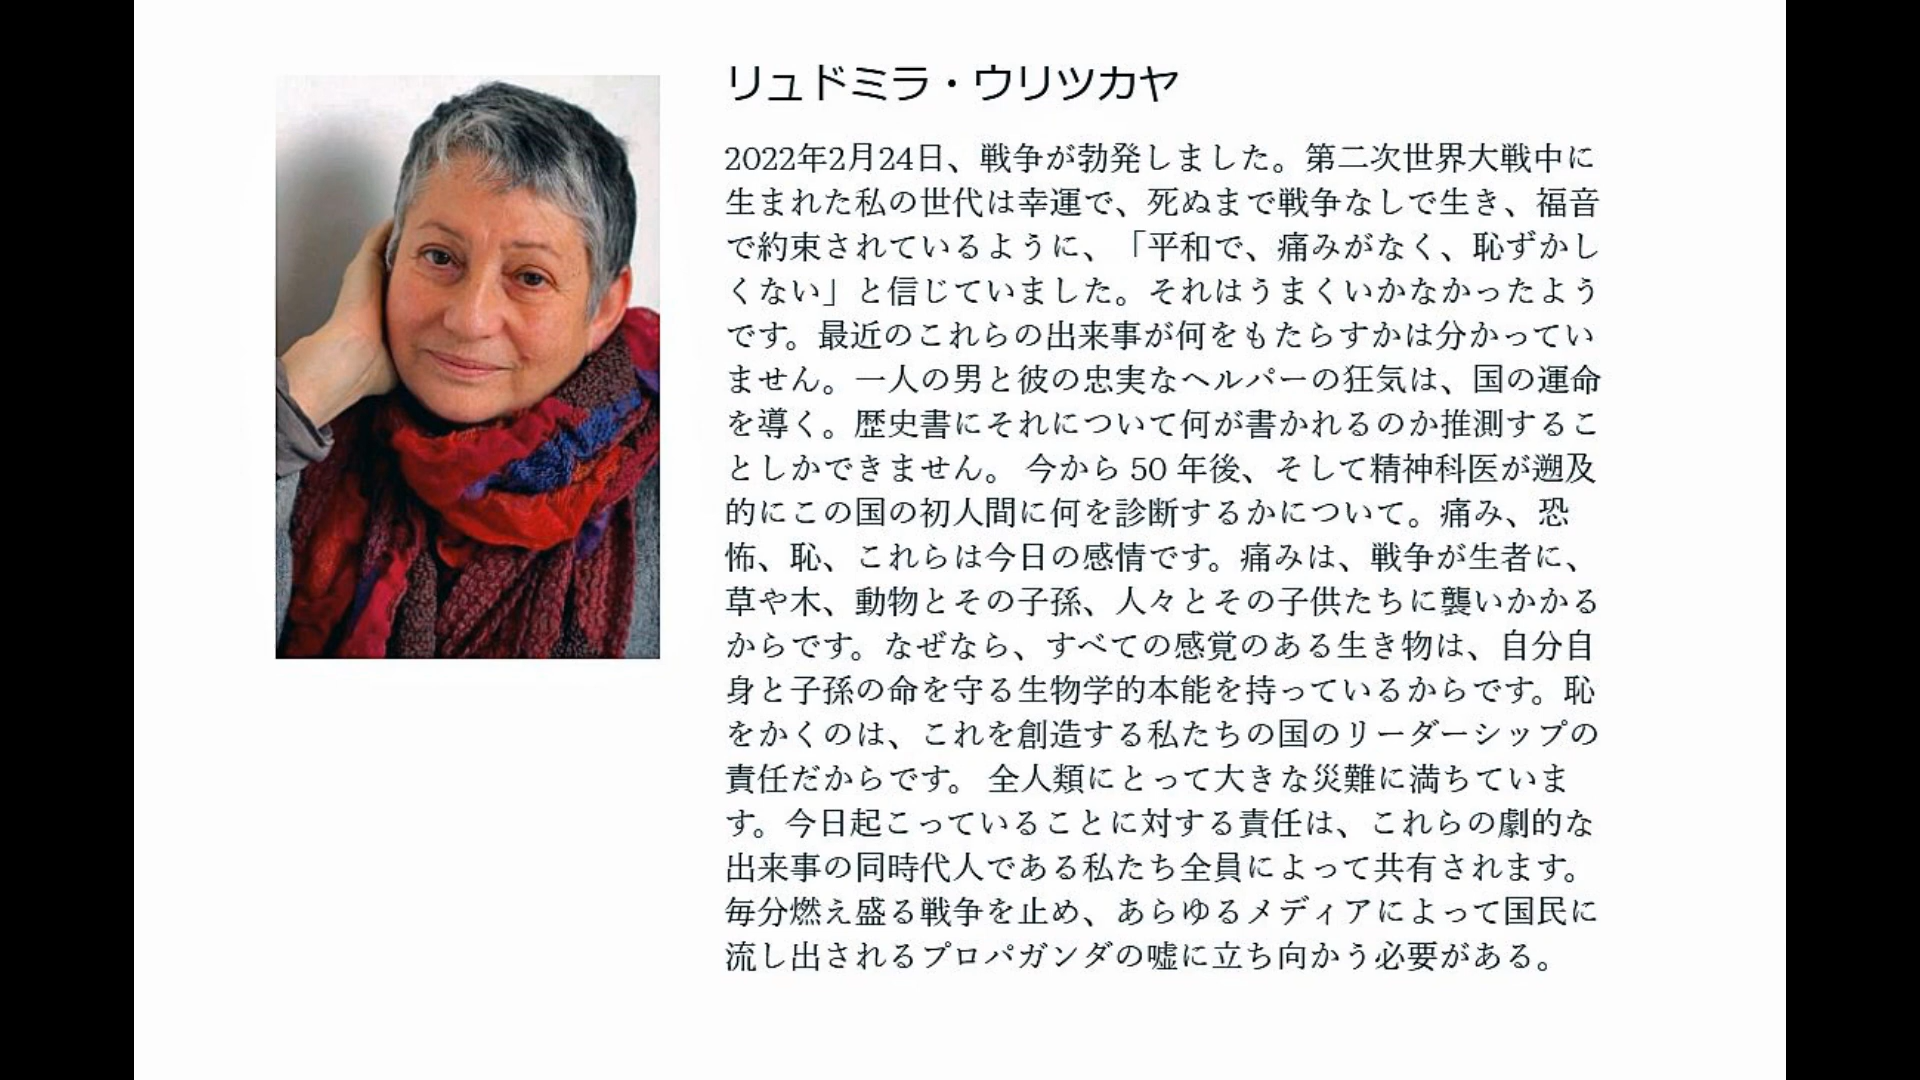 リュドミラ・ウリツカヤ
2022年2月24日、戦争が勃発しました。第二次世界大戦中に
生まれた私の世代は幸運で、死ぬまで戦争なしで生き、福音
で約束されているように、「平和で、痛みがなく、恥ずかし
くない」と信じていました。それはうまくいかなかったよう
です。最近のこれらの出来事が何をもたらすかは分かってい
ません。一人の男と彼の忠実なヘルパーの狂気は、国の運命
を導く。歴史書にそれについて何が書かれるのか推測するこ
としかできません。 今から 50 年後、そして精神科医が遡及
的にこの国の初人間に何を診断するかについて。痛み、恐
怖、恥、これらは今日の感情です。痛みは、戦争が生者に、
草や木、動物とその子孫、人々とその子供たちに襲いかかる
からです。なぜなら、すべての感覚のある生き物は、自分自
身と子孫の命を守る生物学的本能を持っているからです。恥
をかくのは、これを創造する私たちの国のリーダーシップの
責任だからです。 全人類にとって大きな災難に満ちていま
す。今日起こっていることに対する責任は、これらの劇的な
出来事の同時代人である私たち全員によって共有されます。
毎分燃え盛る戦争を止め、あらゆるメディアによって国民に
流し出されるプロパガンダの嘘に立ち向かう必要がある。